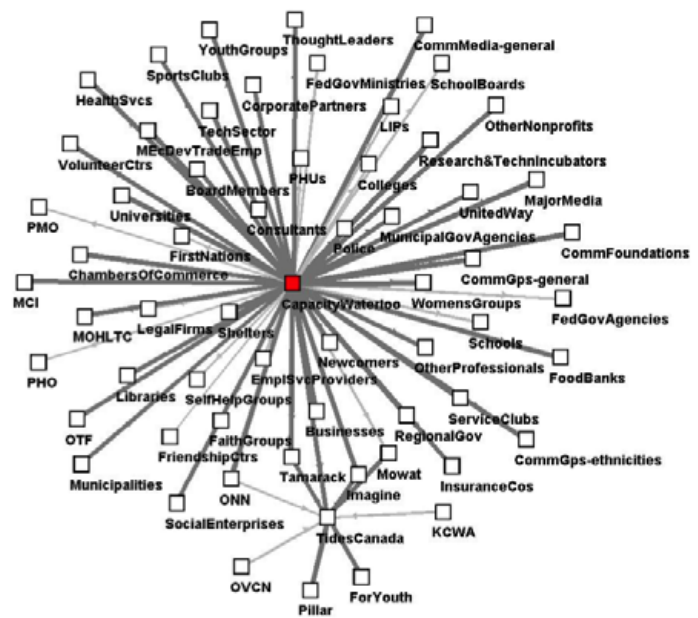 ThoughtLeaders
YouthGroups
CommMedia-general
SportsClubs
FedGovMinistries
SchoolBoards
HealthSvcs
CorporatePartners
OtherNonprofits
TechSector
LIPs
MEcDevTradeEmp
Research&TechnIncubators
VolunteerCtrs
PHUs
Colleges
BoardMembers
UnitedWay
MajorMedia
Universities
Consultants
PMO
MunicipalGovAgencies
Police
FirstNations
CommFoundations
ChambersOfCommerce
CommGps-general
MCI
CapacityWaterloo
WomensGroups
FedGovAgencies
LegalFirms
Shelters
MOHLTC
Schools
Newcomers
OtherProfessionals
PHO
EmplSvcProviders
FoodBanks
Libraries
SelfHelpGroups
ServiceClubs
Businesses
RegionalGov
OTF
FaithGroups
FriendshipCtrs
CommGps-ethnicities
Tamarack
Mowat
Municipalities
InsuranceCos
Imagine
ONN
SocialEnterprises
KCWA
TidesCanada
OVCN
ForYouth
Pillar